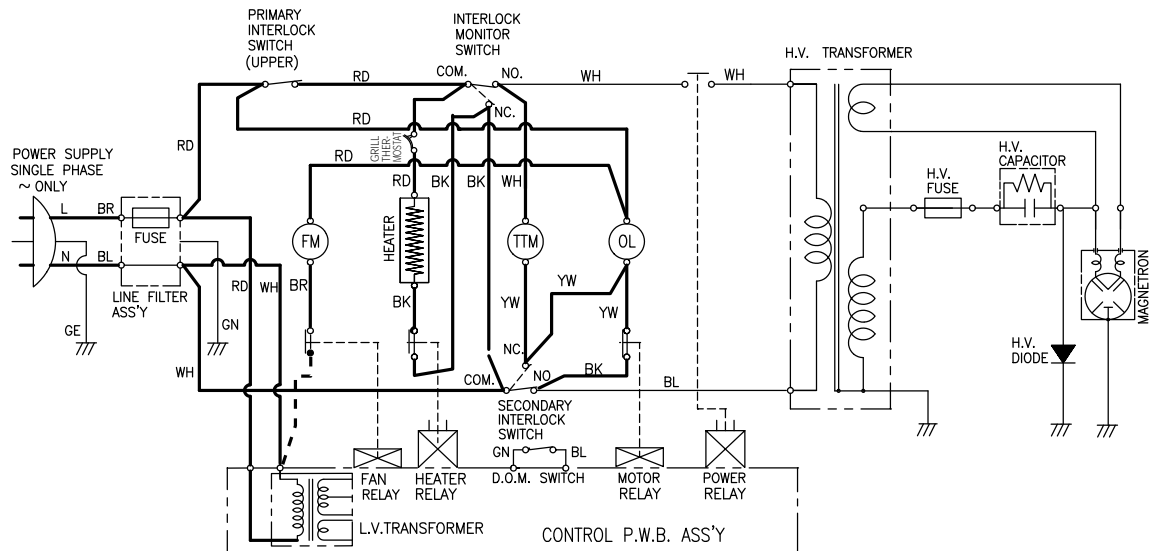 PRIMARY
INTERLOCK
SWITCH
(UPPER)
INTERLOCK
MONITOR
SWITCH
H.V. TRANSFORMER
RD
COM.
NO.
WH
WH
NC.
RD
GRILL
THER-
MOSTAT
RD
POWER SUPPLY
SINGLE PHASE
~ ONLY
RD
RD
BK
BK
WH
H.V.
CAPACITOR
H.V.
FUSE
L
BR
FUSE
N
BL
LINE FILTER
ASS'Y
GE
GN
RD
WH
FM
BR
HEATER
BK
TTM
YW
OL
YW
YW
MAGNETRON
H.V.
DIODE
NC.
WH
COM.
NO
BK
BL
SECONDARY
INTERLOCK
SWITCH
GN
BL
D.O.M. SWITCH
FAN
RELAY
HEATER
RELAY
MOTOR
RELAY
POWER
RELAY
L.V.TRANSFORMER
CONTROL P.W.B. ASS'Y